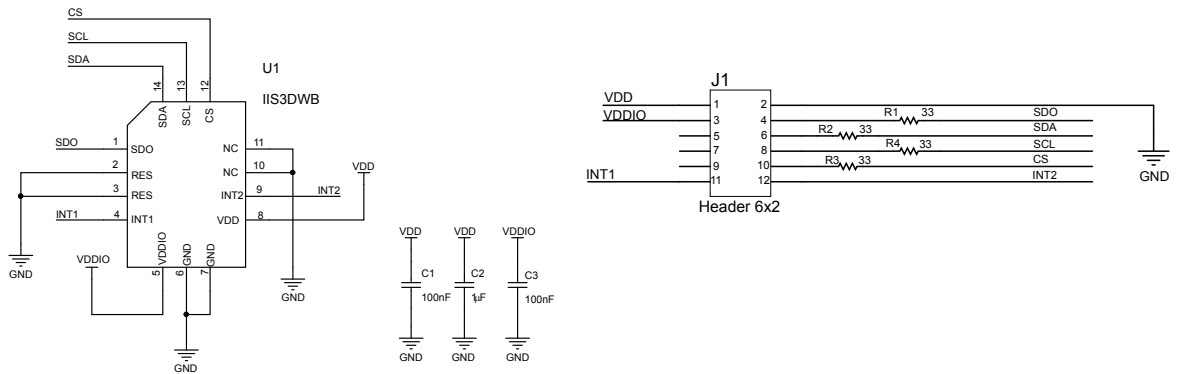 CS
SCL
SDA
U1
IIS3DWB
14 13 12
SDA SCL CS
SDO 1 SDO
2 RES
3 RES
INT1 4 INT1
NC 11
NC 10
INT2 9 INT2
VDD 8
VDD
VDDIO GND GND
5 6 7
VDDIO
GND
GND
GND
VDD VDD VDDIO
C1 C2 C3
100nF 1µF 100nF
GND GND GND
J1
VDD 1 2
VDDIO 3 4 R1 33 SDO
5 6 R2 33 SDA
7 8 R4 33 SCL
9 10 R3 33 CS
INT1 11 12 INT2
GND
Header 6x2